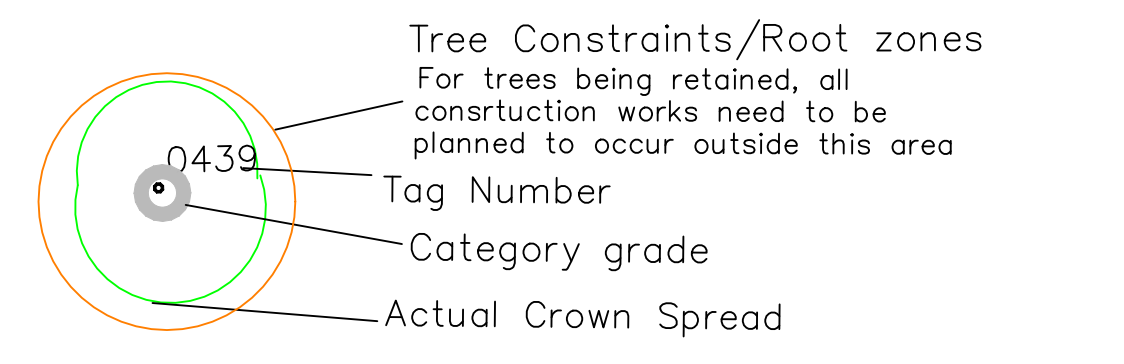 Tree Constraints/Root zones
For trees being retained, all
consrtuction works need to be
planned to occur outside this area
0439
Tag Number
Category grade
Actual Crown Spread